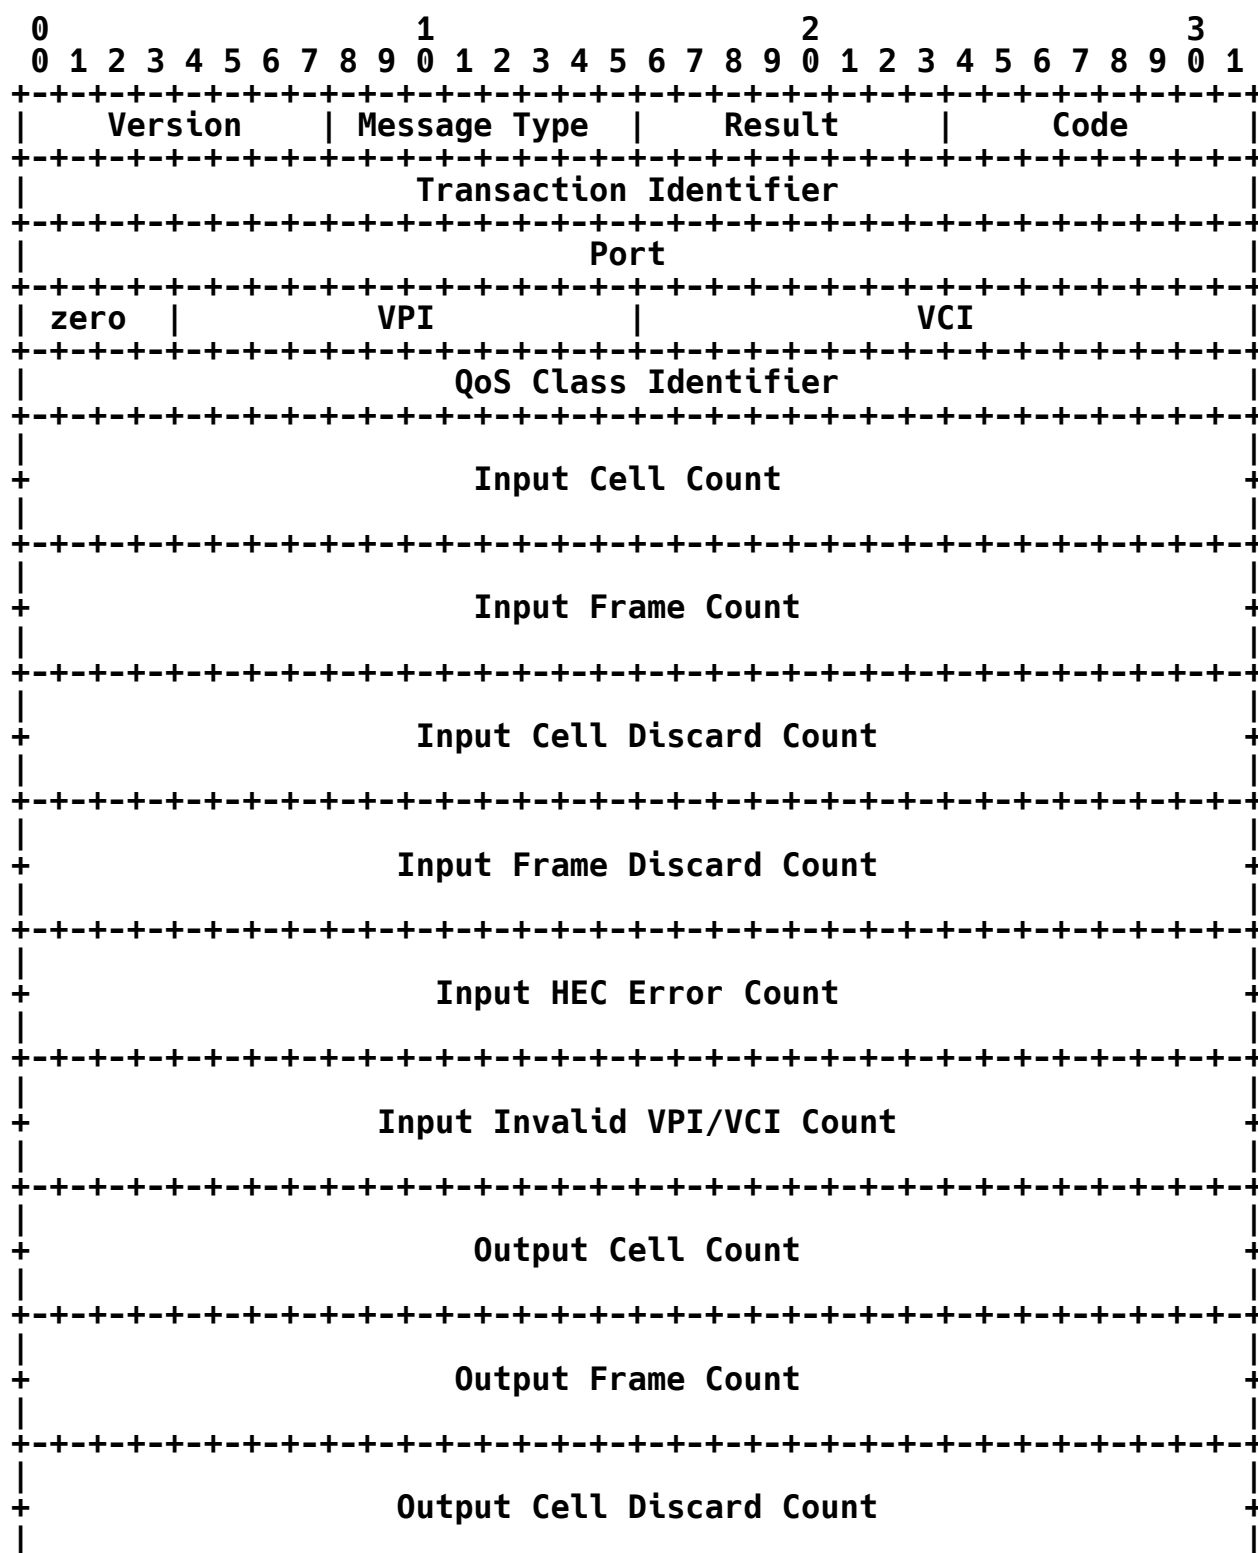 0                   1                   2                   3
 0 1 2 3 4 5 6 7 8 9 0 1 2 3 4 5 6 7 8 9 0 1 2 3 4 5 6 7 8 9 0 1
+-+-+-+-+-+-+-+-+-+-+-+-+-+-+-+-+-+-+-+-+-+-+-+-+-+-+-+-+-+-+-+-+
|    Version    | Message Type  |    Result     |     Code      |
+-+-+-+-+-+-+-+-+-+-+-+-+-+-+-+-+-+-+-+-+-+-+-+-+-+-+-+-+-+-+-+-+
|                    Transaction Identifier                     |
+-+-+-+-+-+-+-+-+-+-+-+-+-+-+-+-+-+-+-+-+-+-+-+-+-+-+-+-+-+-+-+-+
|                             Port                              |
+-+-+-+-+-+-+-+-+-+-+-+-+-+-+-+-+-+-+-+-+-+-+-+-+-+-+-+-+-+-+-+-+
| zero  |          VPI          |              VCI              |
+-+-+-+-+-+-+-+-+-+-+-+-+-+-+-+-+-+-+-+-+-+-+-+-+-+-+-+-+-+-+-+-+
|                      QoS Class Identifier                     |
+-+-+-+-+-+-+-+-+-+-+-+-+-+-+-+-+-+-+-+-+-+-+-+-+-+-+-+-+-+-+-+-+
|                                                               |
+                       Input Cell Count                        +
|                                                               |
+-+-+-+-+-+-+-+-+-+-+-+-+-+-+-+-+-+-+-+-+-+-+-+-+-+-+-+-+-+-+-+-+
|                                                               |
+                       Input Frame Count                       +
|                                                               |
+-+-+-+-+-+-+-+-+-+-+-+-+-+-+-+-+-+-+-+-+-+-+-+-+-+-+-+-+-+-+-+-+
|                                                               |
+                    Input Cell Discard Count                   +
|                                                               |
+-+-+-+-+-+-+-+-+-+-+-+-+-+-+-+-+-+-+-+-+-+-+-+-+-+-+-+-+-+-+-+-+
|                                                               |
+                   Input Frame Discard Count                   +
|                                                               |
+-+-+-+-+-+-+-+-+-+-+-+-+-+-+-+-+-+-+-+-+-+-+-+-+-+-+-+-+-+-+-+-+
|                                                               |
+                     Input HEC Error Count                     +
|                                                               |
+-+-+-+-+-+-+-+-+-+-+-+-+-+-+-+-+-+-+-+-+-+-+-+-+-+-+-+-+-+-+-+-+
|                                                               |
+                  Input Invalid VPI/VCI Count                  +
|                                                               |
+-+-+-+-+-+-+-+-+-+-+-+-+-+-+-+-+-+-+-+-+-+-+-+-+-+-+-+-+-+-+-+-+
|                                                               |
+                       Output Cell Count                       +
|                                                               |
+-+-+-+-+-+-+-+-+-+-+-+-+-+-+-+-+-+-+-+-+-+-+-+-+-+-+-+-+-+-+-+-+
|                                                               |
+                      Output Frame Count                       +
|                                                               |
+-+-+-+-+-+-+-+-+-+-+-+-+-+-+-+-+-+-+-+-+-+-+-+-+-+-+-+-+-+-+-+-+
|                                                               |
+                   Output Cell Discard Count                   +
|                                                               |